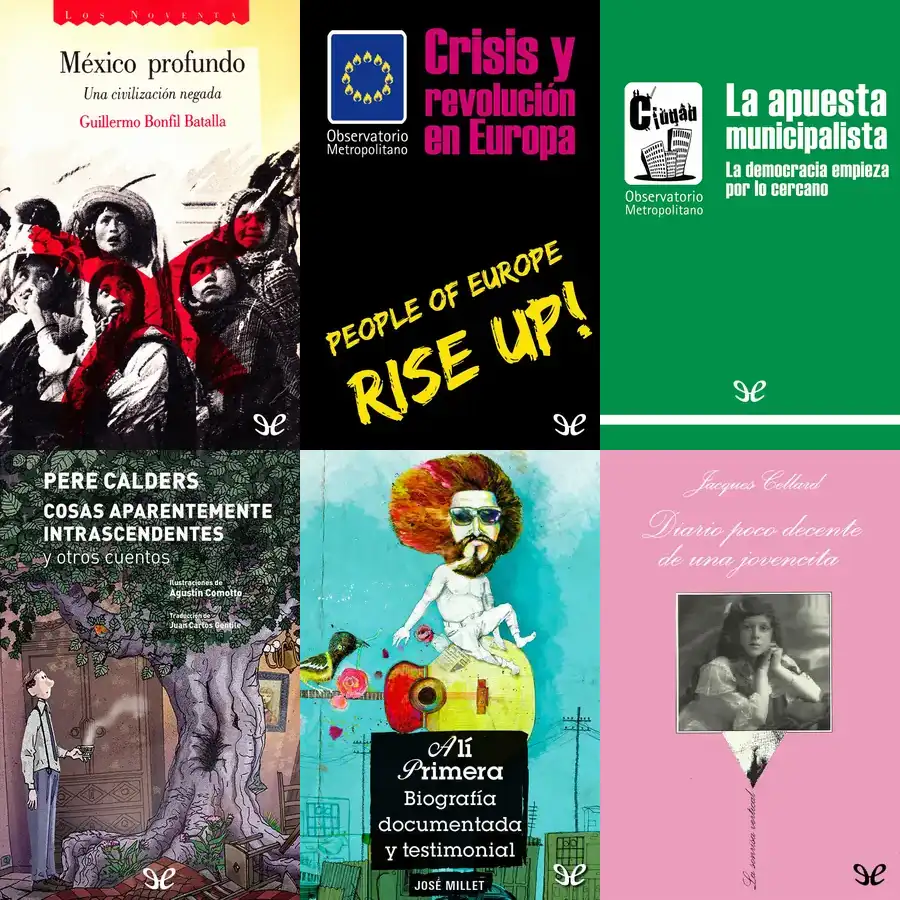 LOS NOVENTA
México profundo
Una civilización negada
Guillermo Bonfil Batalla
Observatorio
Metropolitano
Crisis y
revolución
en Europa
PEOPLE OF EUROPE
RISE UP!
Ciudad
Observatorio
Metropolitano
La apuesta
municipalista
La democracia empieza
por lo cercano
PERE CALDERS
COSAS APARENTEMENTE
INTRASCENDENTES
y otros cuentos
Ilustraciones de
Agustín Comotto
Traducción de
Juan Carlos Gentile
Alí
Primera
Biografía
documentada
y testimonial
JOSÉ MILLET
Jacques Cellard
Diario poco decente
de una jovencita
La sonrisa vertical